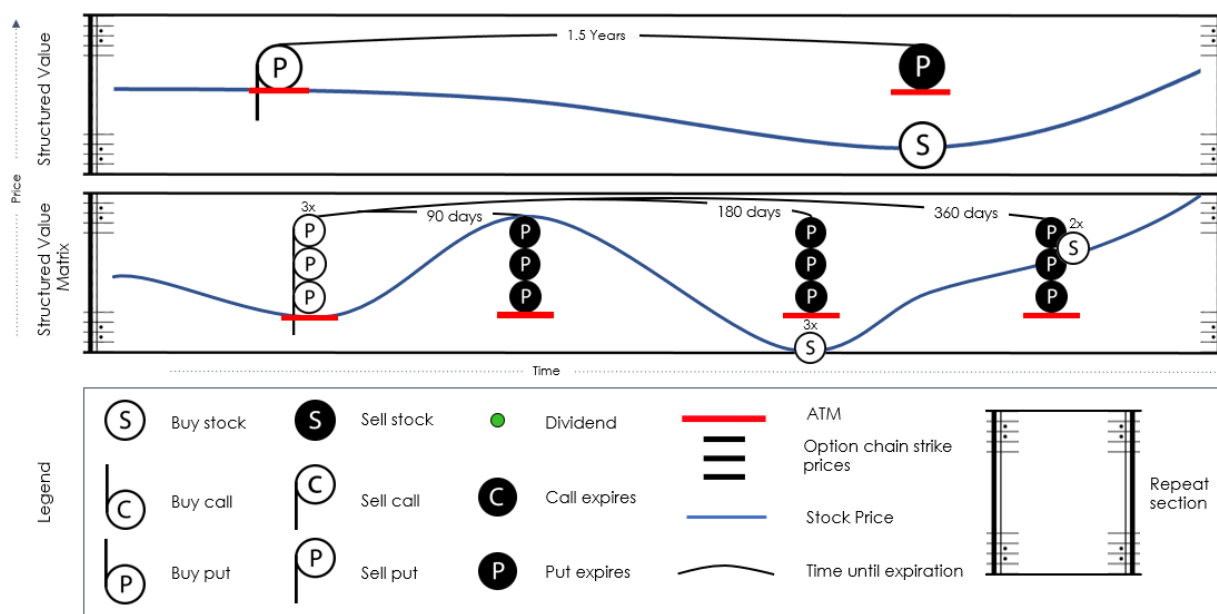 Price
Structured Value
P
1.5 Years
P
S
Structured Value
Matrix
3x
P
P
P
90 days
P
P
P
180 days
P
P
P
3x
S
360 days
P
P
P
2x
S
Time
Legend
S
Buy stock
S
Sell stock
Dividend
ATM
Option chain strike
prices
C
Buy call
C
Sell call
C
Call expires
Stock Price
Repeat
section
P
Buy put
P
Sell put
P
Put expires
Time until expiration